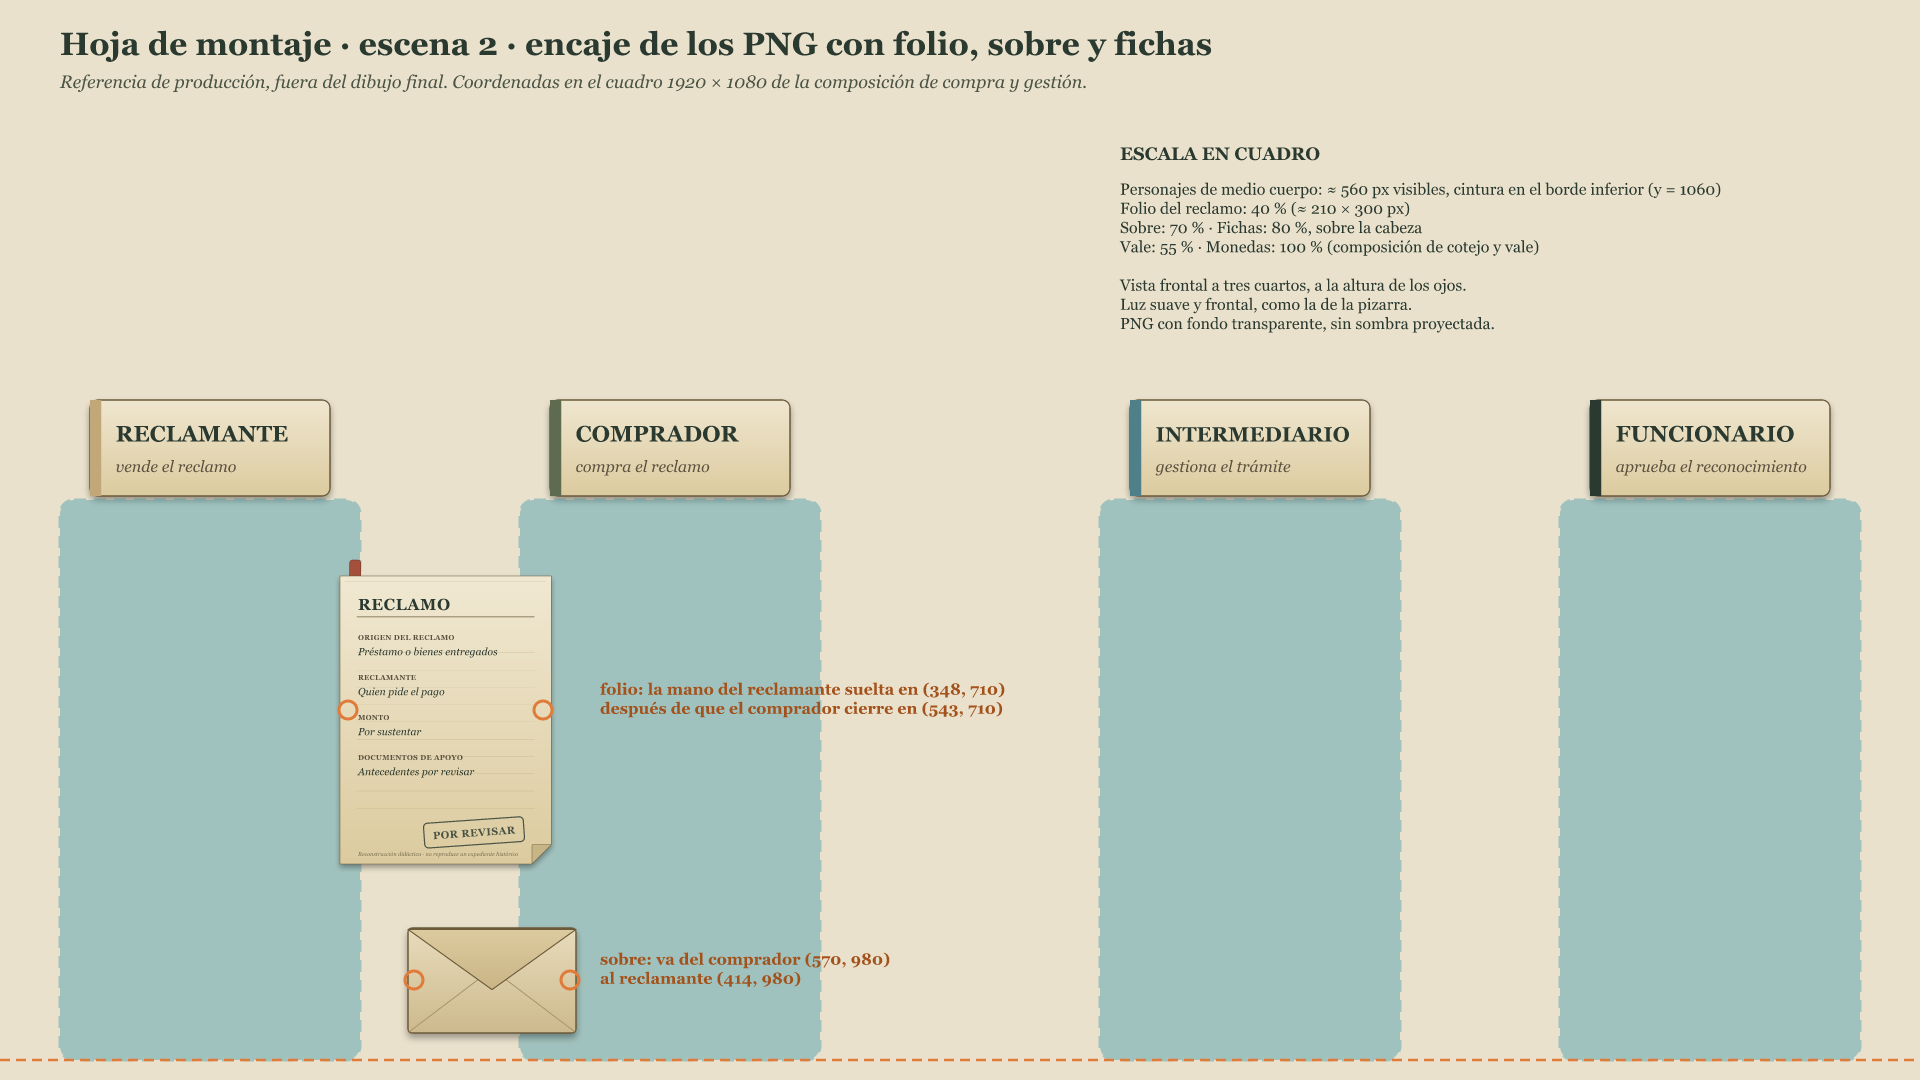 Hoja de montaje · escena 2 · encaje de los PNG con folio, sobre y fichas
Referencia de producción, fuera del dibujo final. Coordenadas en el cuadro 1920 × 1080 de la composición de compra y gestión.
ESCALA EN CUADRO
Personajes de medio cuerpo: ≈ 560 px visibles, cintura en el borde inferior (y = 1060)
Folio del reclamo: 40 % (≈ 210 × 300 px)
Sobre: 70 % · Fichas: 80 %, sobre la cabeza
Vale: 55 % · Monedas: 100 % (composición de cotejo y vale)
Vista frontal a tres cuartos, a la altura de los ojos.
Luz suave y frontal, como la de la pizarra.
PNG con fondo transparente, sin sombra proyectada.
RECLAMANTE
vende el reclamo
COMPRADOR
compra el reclamo
INTERMEDIARIO
gestiona el trámite
FUNCIONARIO
aprueba el reconocimiento
RECLAMO
ORIGEN DEL RECLAMO
Préstamo o bienes entregados
RECLAMANTE
Quien pide el pago
MONTO
Por sustentar
DOCUMENTOS DE APOYO
Antecedentes por revisar
POR REVISAR
Reconstrucción didáctica · no reproduce un expediente histórico
folio: la mano del reclamante suelta en (348, 710)
después de que el comprador cierre en (543, 710)
sobre: va del comprador (570, 980)
al reclamante (414, 980)